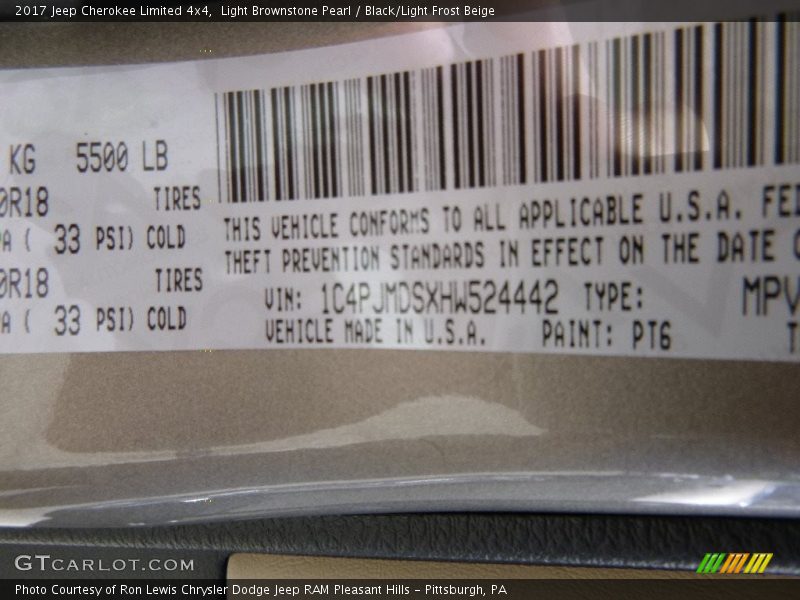 2017 Jeep Cherokee Limited 4x4, Light Brownstone Pearl / Black/Light Frost Beige
KG 5500 LB
0R18 TIRES
PA ( 33 PSI) COLD
0R18 TIRES
A ( 33 PSI) COLD
THIS VEHICLE CONFORMS TO ALL APPLICABLE U.S.A. FED
THEFT PREVENTION STANDARDS IN EFFECT ON THE DATE O
VIN: 1C4PJMDSXHW524442 TYPE: MPV
VEHICLE MADE IN U.S.A. PAINT: PT6 T
GTCARLOT.COM
Photo Courtesy of Ron Lewis Chrysler Dodge Jeep RAM Pleasant Hills - Pittsburgh, PA